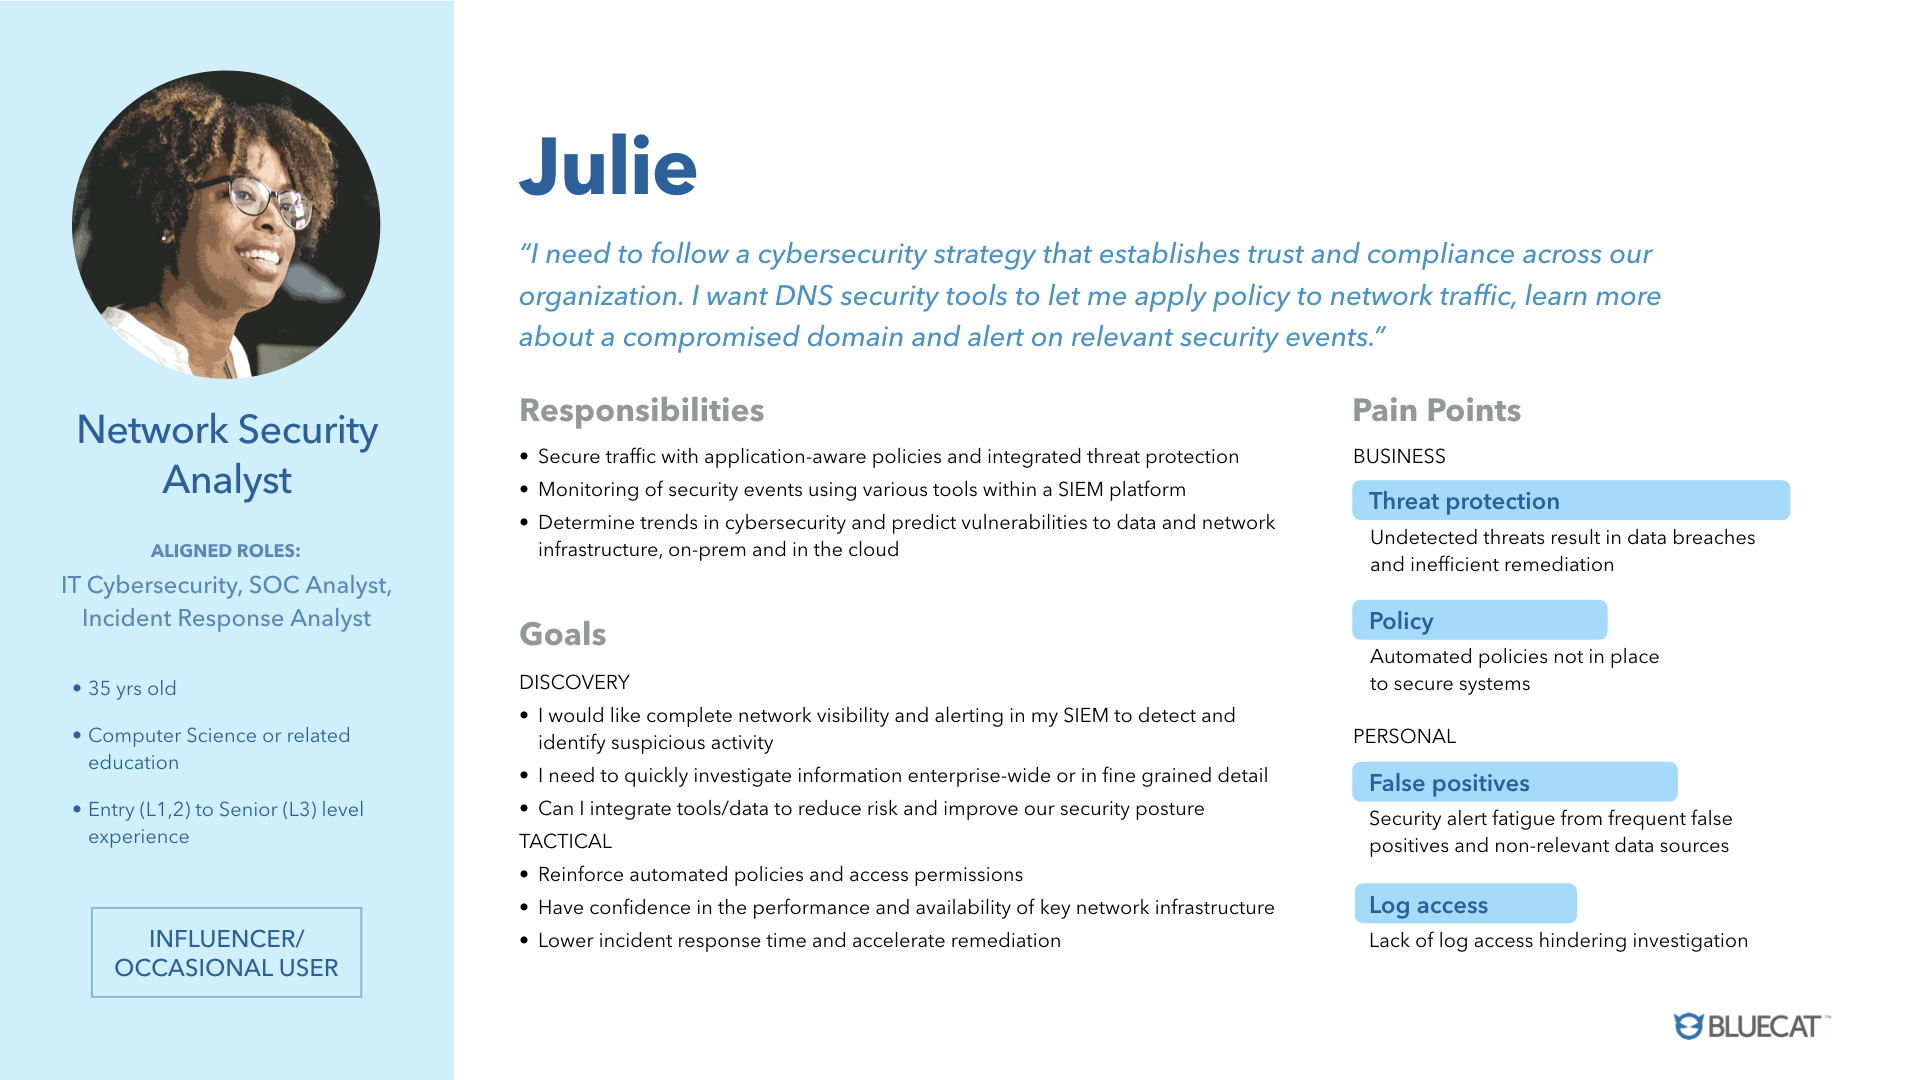 Network Security
Analyst
ALIGNED ROLES:
IT Cybersecurity, SOC Analyst,
Incident Response Analyst
• 35 yrs old
• Computer Science or related
education
• Entry (L1,2) to Senior (L3) level
experience
INFLUENCER/
OCCASIONAL USER
Julie
“I need to follow a cybersecurity strategy that establishes trust and compliance across our
organization. I want DNS security tools to let me apply policy to network traffic, learn more
about a compromised domain and alert on relevant security events.”
Responsibilities
• Secure traffic with application-aware policies and integrated threat protection
• Monitoring of security events using various tools within a SIEM platform
• Determine trends in cybersecurity and predict vulnerabilities to data and network
infrastructure, on-prem and in the cloud
Goals
DISCOVERY
• I would like complete network visibility and alerting in my SIEM to detect and
identify suspicious activity
• I need to quickly investigate information enterprise-wide or in fine grained detail
• Can I integrate tools/data to reduce risk and improve our security posture
TACTICAL
• Reinforce automated policies and access permissions
• Have confidence in the performance and availability of key network infrastructure
• Lower incident response time and accelerate remediation
Pain Points
BUSINESS
Threat protection
Undetected threats result in data breaches
and inefficient remediation
Policy
Automated policies not in place
to secure systems
PERSONAL
False positives
Security alert fatigue from frequent false
positives and non-relevant data sources
Log access
Lack of log access hindering investigation
BLUECAT™